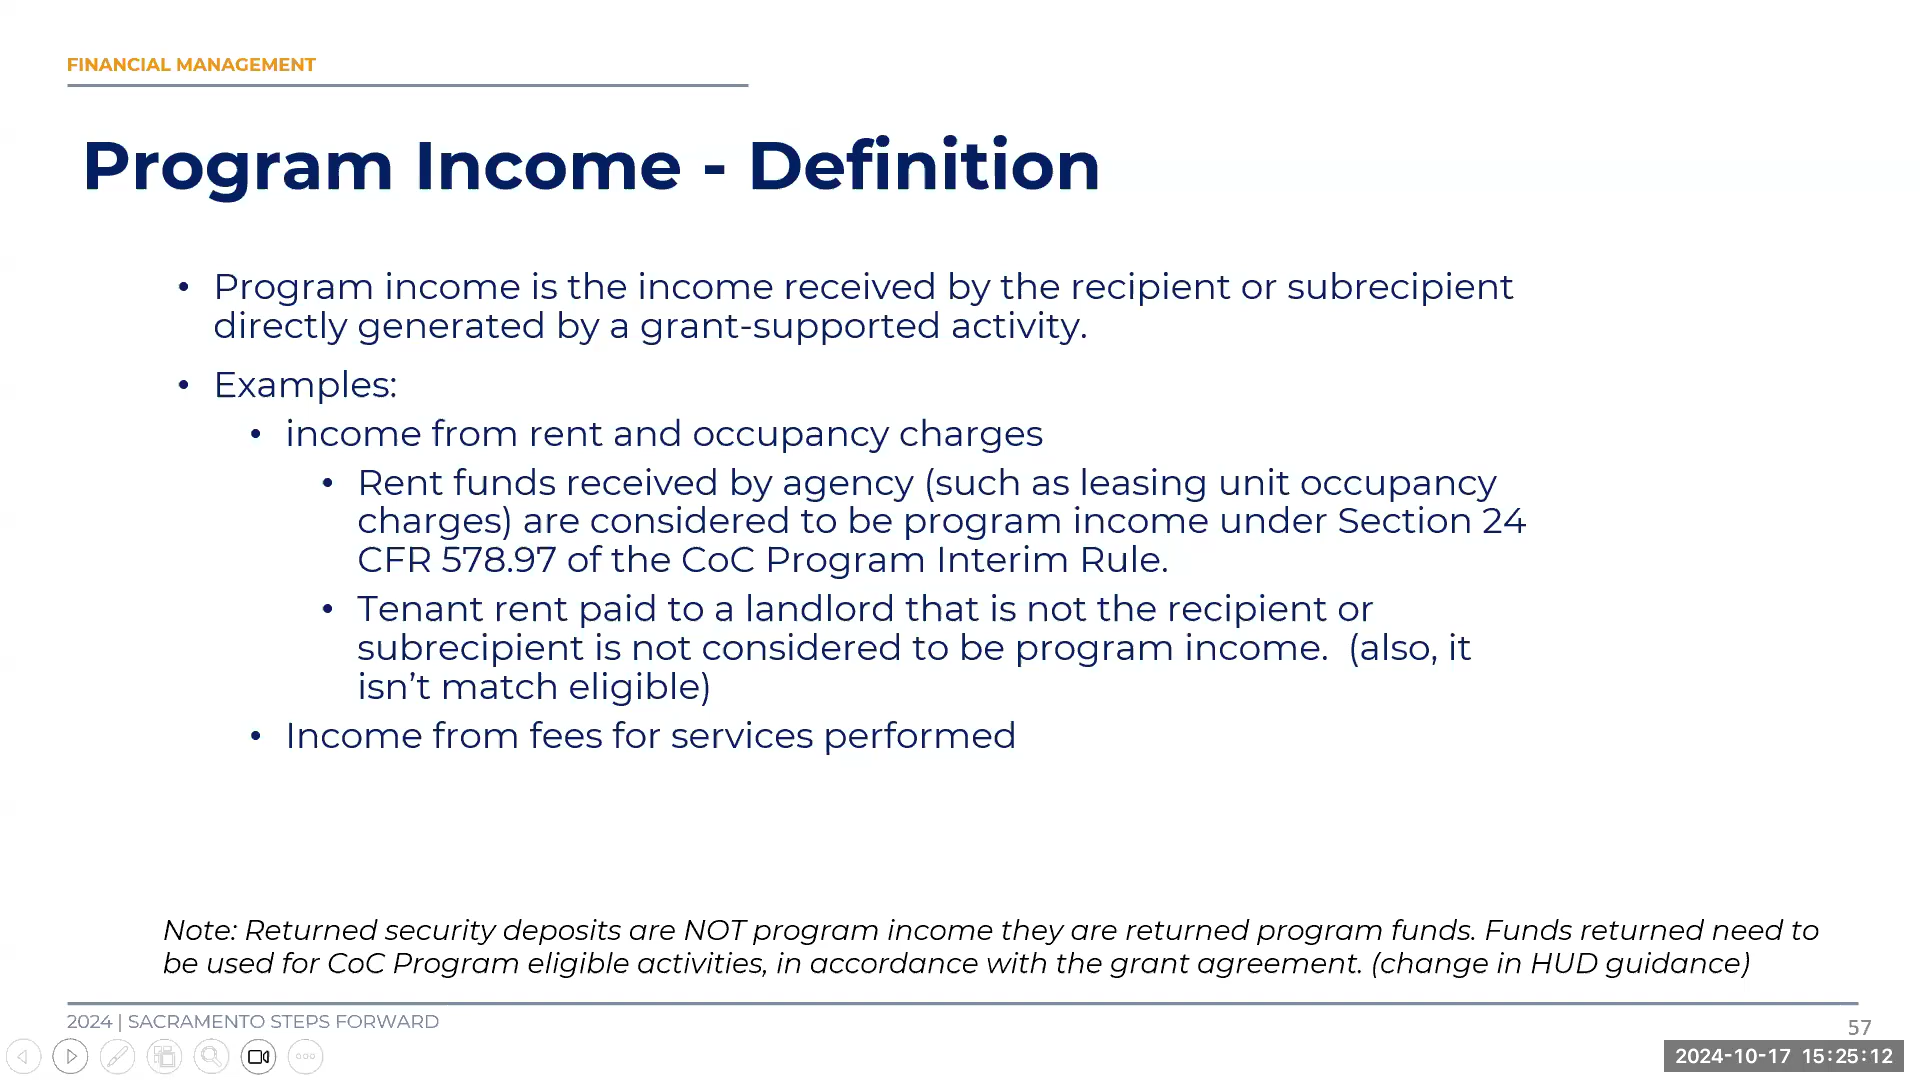 FINANCIAL MANAGEMENT
Program Income - Definition
• Program income is the income received by the recipient or subrecipient
directly generated by a grant-supported activity.
• Examples:
• income from rent and occupancy charges
• Rent funds received by agency (such as leasing unit occupancy
charges) are considered to be program income under Section 24
CFR 578.97 of the CoC Program Interim Rule.
• Tenant rent paid to a landlord that is not the recipient or
subrecipient is not considered to be program income.  (also, it
isn’t match eligible)
• Income from fees for services performed
Note: Returned security deposits are NOT program income they are returned program funds. Funds returned need to
be used for CoC Program eligible activities, in accordance with the grant agreement. (change in HUD guidance)
2024 | SACRAMENTO STEPS FORWARD
57
2024-10-17 15:25:12